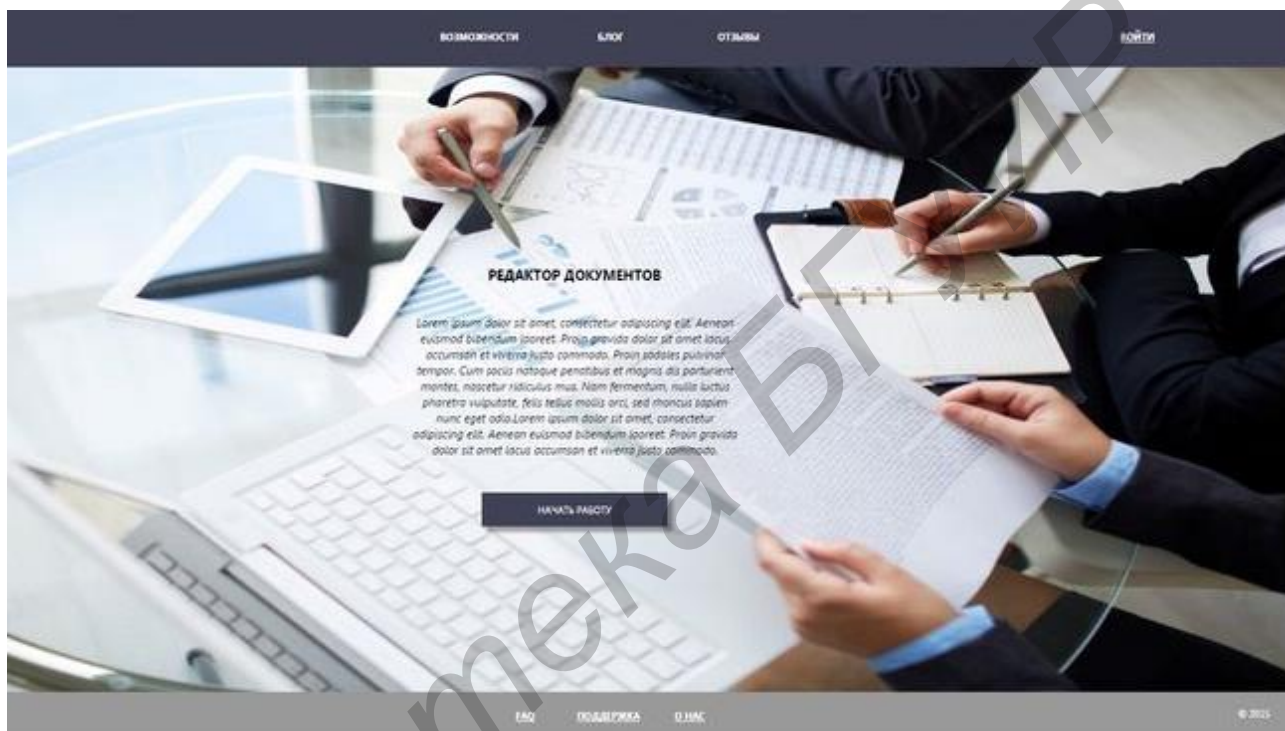 ВОЗМОЖНОСТИ БЛОГ ОТЗЫВЫ ВОЙТИ
РЕДАКТОР ДОКУМЕНТОВ
Lorem ipsum dolor sit amet, consectetur adipiscing elit. Aenean
euismod bibendum laoreet. Proin gravida dolor sit amet lacus
accumsan et viverra justo commodo. Proin sodales pulvinar
tempor. Cum sociis natoque penatibus et magnis dis parturient
montes, nascetur ridiculus mus. Nam fermentum, nulla luctus
pharetra vulputate, felis tellus mollis orci, sed rhoncus sapien
nunc eget odio.Lorem ipsum dolor sit amet, consectetur
adipiscing elit. Aenean euismod bibendum laoreet. Proin gravida
dolor sit amet lacus accumsan et viverra justo commodo.
НАЧАТЬ РАБОТУ
FAQ ПОДДЕРЖКА О НАС © 2015
тека БГУИР